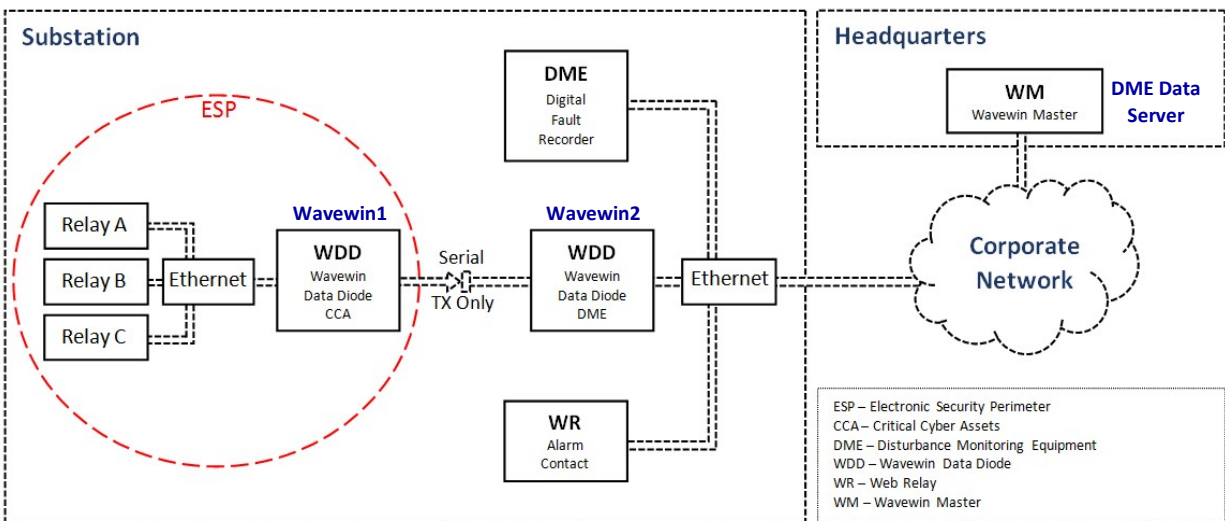 Substation
ESP
Relay A
Relay B
Relay C
Ethernet
Wavewin1
WDD
Wavewin
Data Diode
CCA
Serial
TX Only
Wavewin2
WDD
Wavewin
Data Diode
DME
DME
Digital
Fault
Recorder
Ethernet
WR
Alarm
Contact
Headquarters
WM
Wavewin Master
DME Data
Server
Corporate
Network
ESP – Electronic Security Perimeter
CCA – Critical Cyber Assets
DME – Disturbance Monitoring Equipment
WDD – Wavewin Data Diode
WR – Web Relay
WM – Wavewin Master